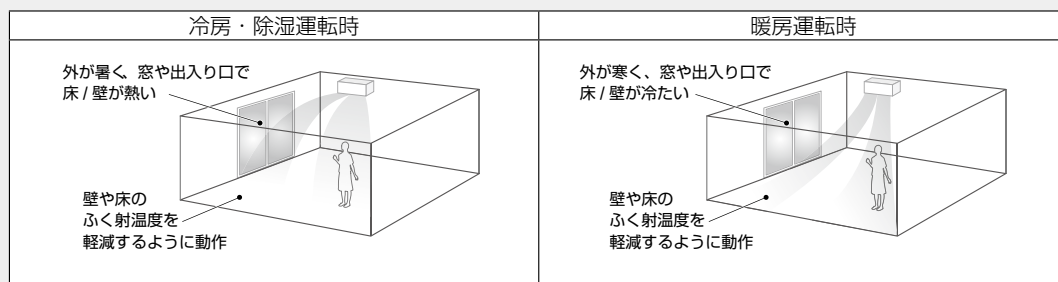 冷房・除湿運転時
暖房運転時
外が暑く、窓や出入り口で
床/壁が熱い
壁や床の
ふく射温度を
軽減するように動作
外が寒く、窓や出入り口で
床/壁が冷たい
壁や床の
ふく射温度を
軽減するように動作